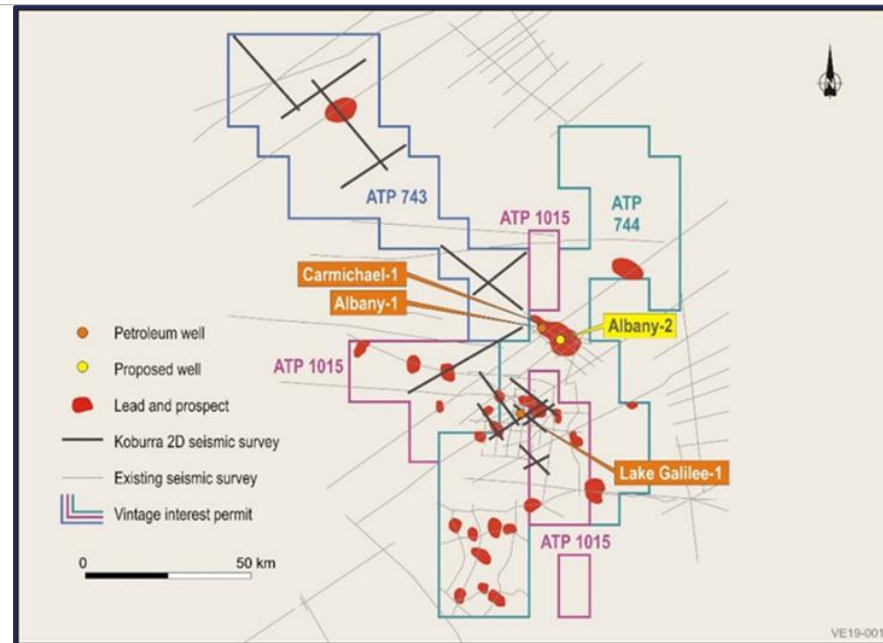 N
ATP 743
ATP 1015
ATP
744
Carmichael-1
Albany-1
Albany-2
ATP 1015
Lake Galilee-1
ATP 1015
Petroleum well
Proposed well
Lead and prospect
Koburra 2D seismic survey
Existing seismic survey
Vintage interest permit
0
50 km
VE19-001